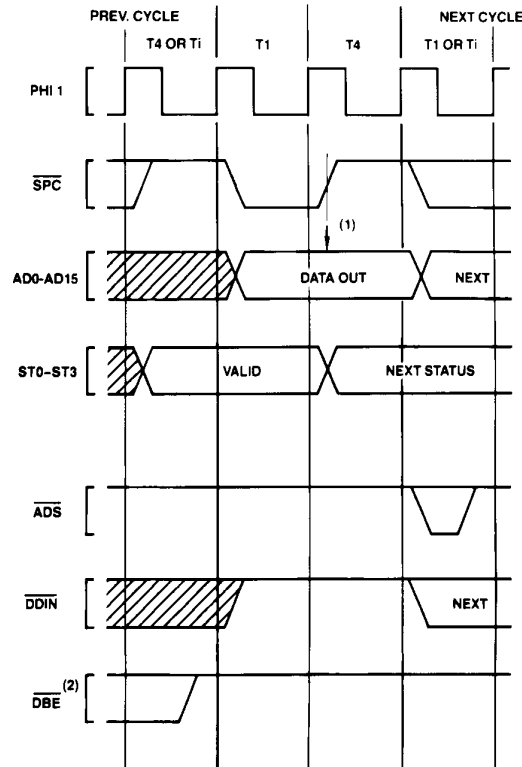 PREV. CYCLE NEXT CYCLE
T4 OR Ti T1 T4 T1 OR Ti
PHI 1
SPC
(1)
AD0-AD15 DATA OUT NEXT
ST0–ST3 VALID NEXT STATUS
ADS
DDIN NEXT
DBE (2)